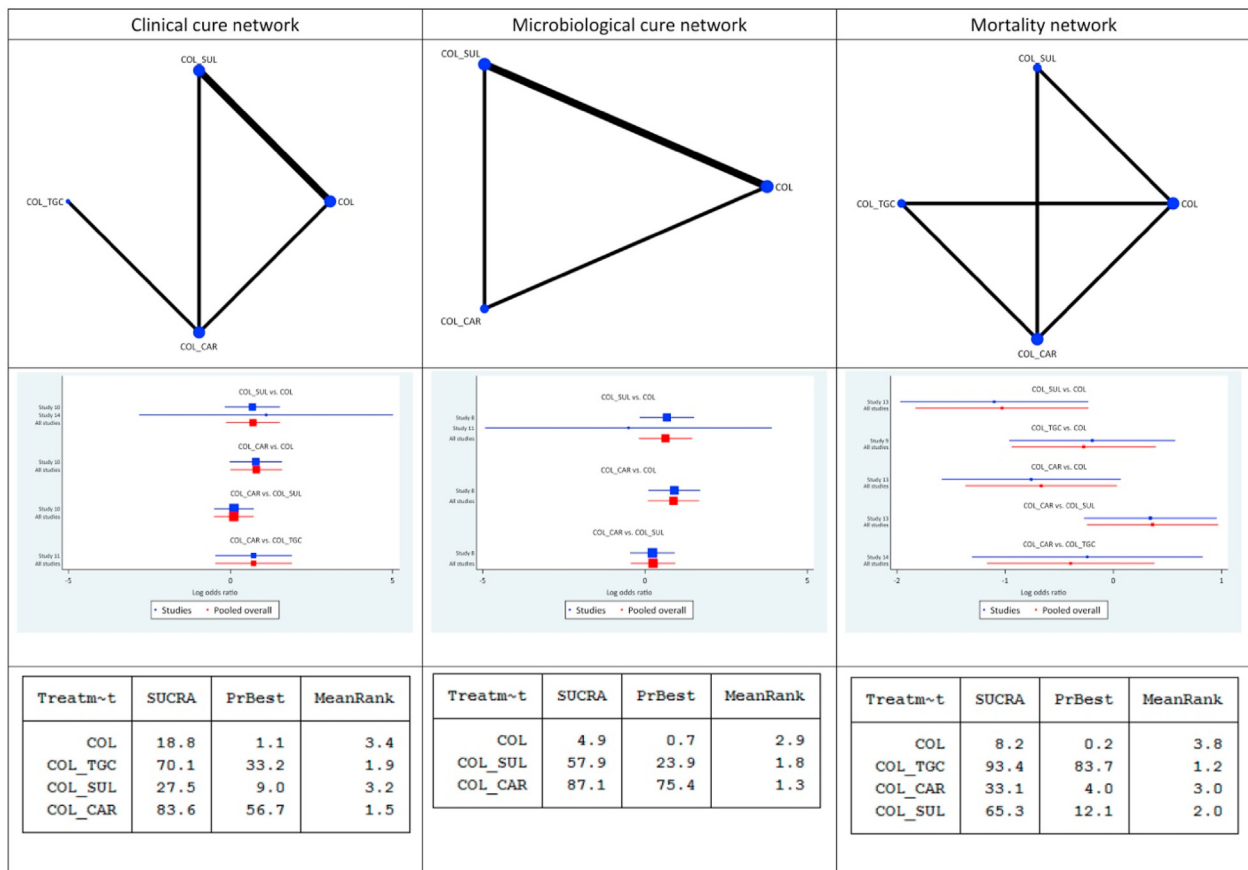 Clinical cure network
Microbiological cure network
Mortality network
COL_SUL
COL_TGC
COL
COL_CAR
COL_SUL
COL
COL_CAR
COL_SUL
COL_TGC
COL
COL_CAR
COL_SUL vs. COL
Study 10
Study 14
All studies
COL_CAR vs. COL
Study 10
All studies
COL_CAR vs. COL_SUL
Study 10
All studies
COL_CAR vs. COL_TGC
Study 11
All studies
-5 0 5
Log odds ratio
Studies Pooled overall
COL_SUL vs. COL
Study 8
Study 11
All studies
COL_CAR vs. COL
Study 8
All studies
COL_CAR vs. COL_SUL
Study 8
All studies
-5 0 5
Log odds ratio
Studies Pooled overall
COL_SUL vs. COL
Study 13
All studies
COL_TGC vs. COL
Study 9
All studies
COL_CAR vs. COL
Study 13
All studies
COL_CAR vs. COL_SUL
Study 13
All studies
COL_CAR vs. COL_TGC
Study 14
All studies
-2 -1 0 1
Log odds ratio
Studies Pooled overall
Treatm~t SUCRA PrBest MeanRank
COL 18.8 1.1 3.4
COL_TGC 70.1 33.2 1.9
COL_SUL 27.5 9.0 3.2
COL_CAR 83.6 56.7 1.5
Treatm~t SUCRA PrBest MeanRank
COL 4.9 0.7 2.9
COL_SUL 57.9 23.9 1.8
COL_CAR 87.1 75.4 1.3
Treatm~t SUCRA PrBest MeanRank
COL 8.2 0.2 3.8
COL_TGC 93.4 83.7 1.2
COL_CAR 33.1 4.0 3.0
COL_SUL 65.3 12.1 2.0